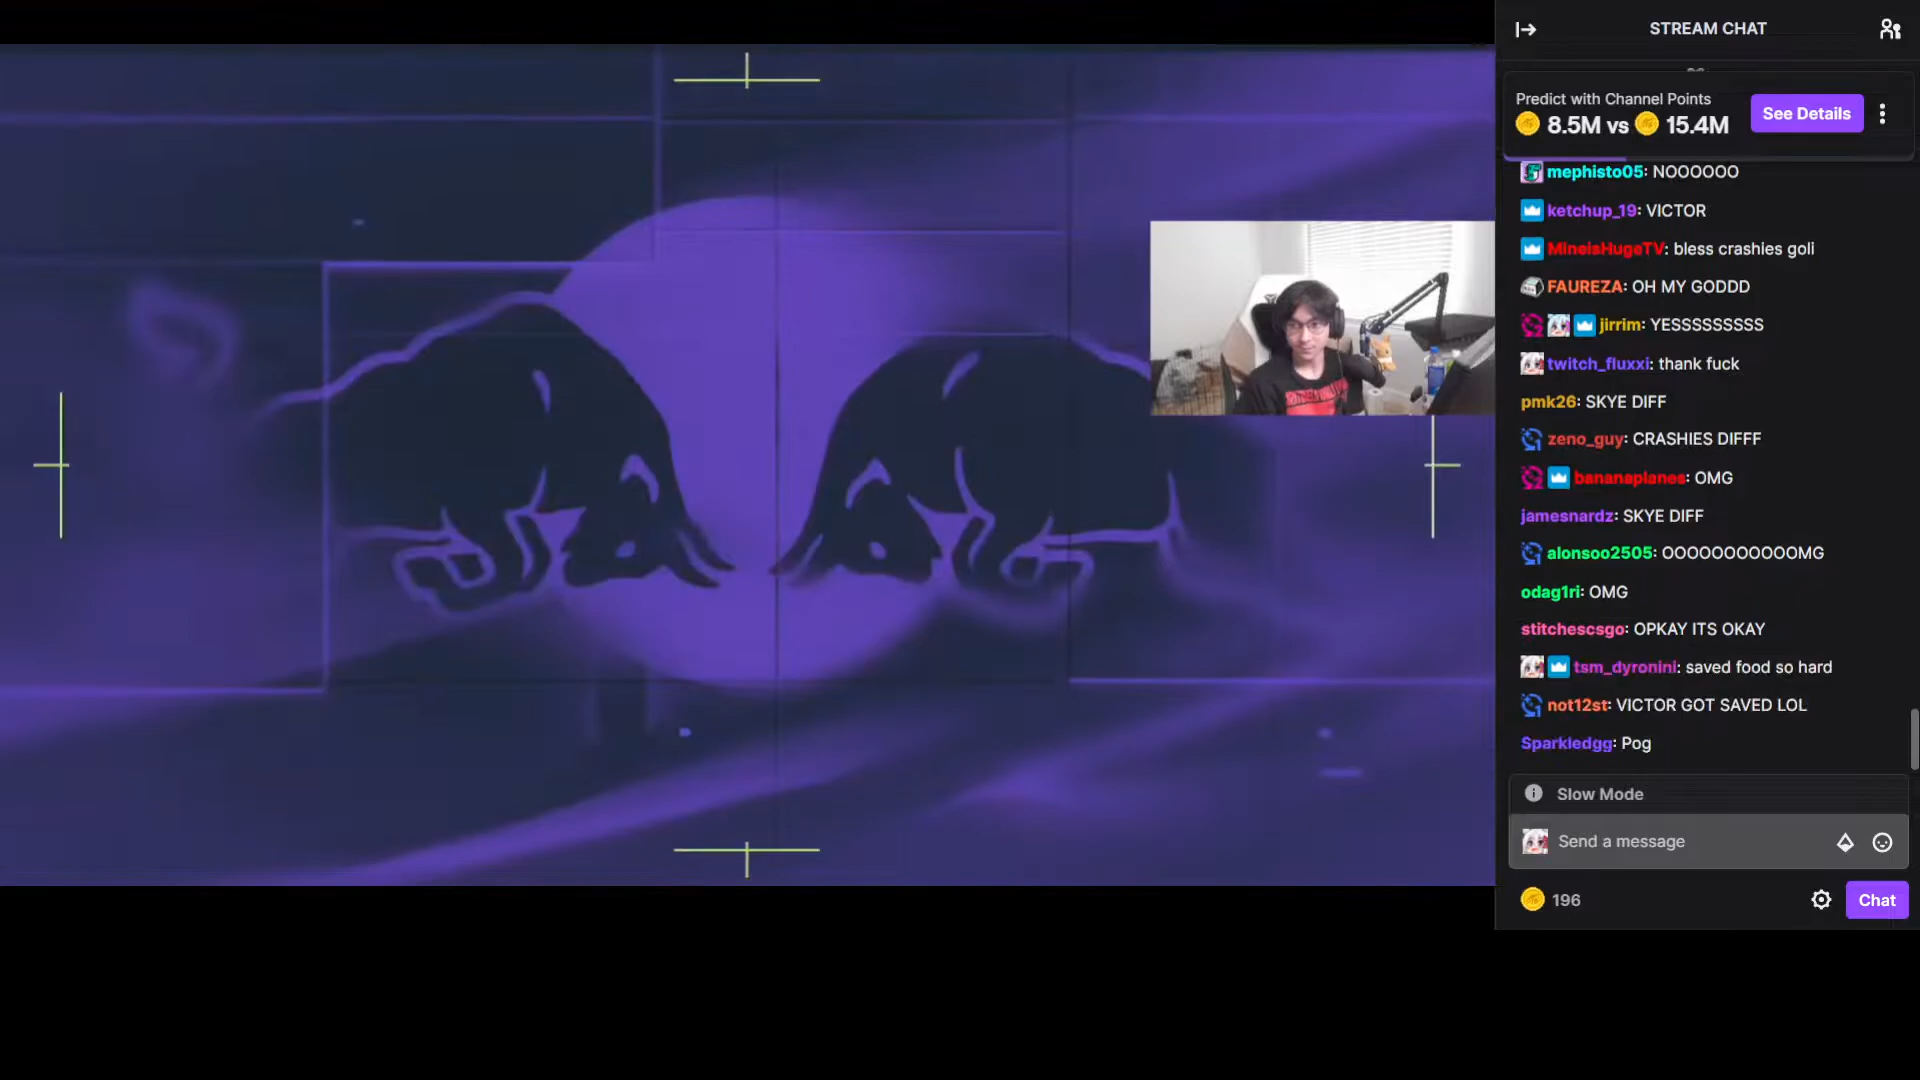 STREAM CHAT
Predict with Channel Points
8.5M vs 15.4M
See Details
mephisto05: NOOOOOO
ketchup_19: VICTOR
MIneisHugeTV: bless crashies goli
FAUREZA: OH MY GODDD
jirrim: YESSSSSSSSS
twitch_fluxxi: thank fuck
pmk26: SKYE DIFF
zeno_guy: CRASHIES DIFFF
bananaplanes: OMG
jamesnardz: SKYE DIFF
alonsoo2505: OOOOOOOOOOOMG
odag1ri: OMG
stitchescsgo: OPKAY ITS OKAY
tsm_dyronini: saved food so hard
not12st: VICTOR GOT SAVED LOL
Sparkledgg: Pog
Slow Mode
Send a message
196
Chat